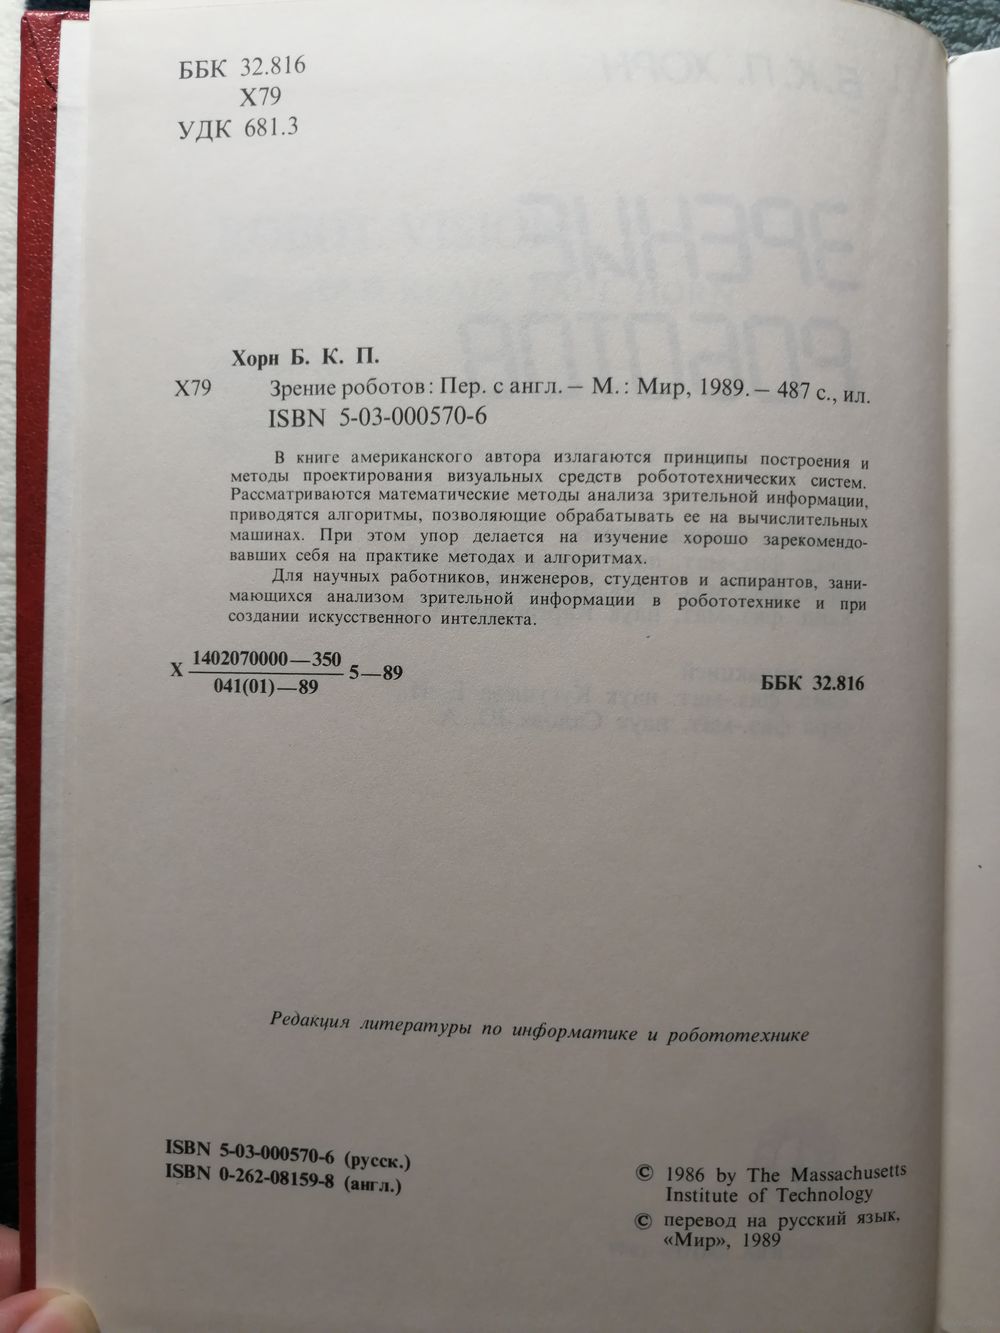 ББК 32.816
Х79
УДК 681.3
Хорн Б. К. П.
Х79 Зрение роботов: Пер. с англ. – М.: Мир, 1989. – 487 с., ил.
ISBN 5-03-000570-6
В книге американского автора излагаются принципы построения и
методы проектирования визуальных средств робототехнических систем.
Рассматриваются математические методы анализа зрительной информации,
приводятся алгоритмы, позволяющие обрабатывать ее на вычислительных
машинах. При этом упор делается на изучение хорошо зарекомендо-
вавших себя на практике методах и алгоритмах.
Для научных работников, инженеров, студентов и аспирантов, зани-
мающихся анализом зрительной информации в робототехнике и при
создании искусственного интеллекта.
1402070000—350
Х 5—89
041(01)—89
ББК 32.816
Редакция литературы по информатике и робототехнике
ISBN 5-03-000570-6 (русск.)
ISBN 0-262-08159-8 (англ.)
© 1986 by The Massachusetts
Institute of Technology
© перевод на русский язык,
«Мир», 1989